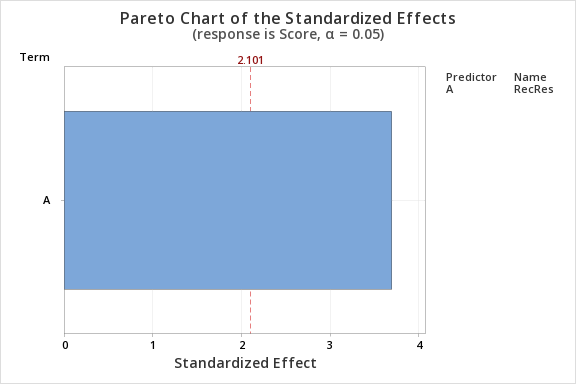 Pareto Chart of the Standardized Effects
(response is Score, α = 0.05)
Term
2.101
Predictor Name
A RecRes
A
0 1 2 3 4
Standardized Effect